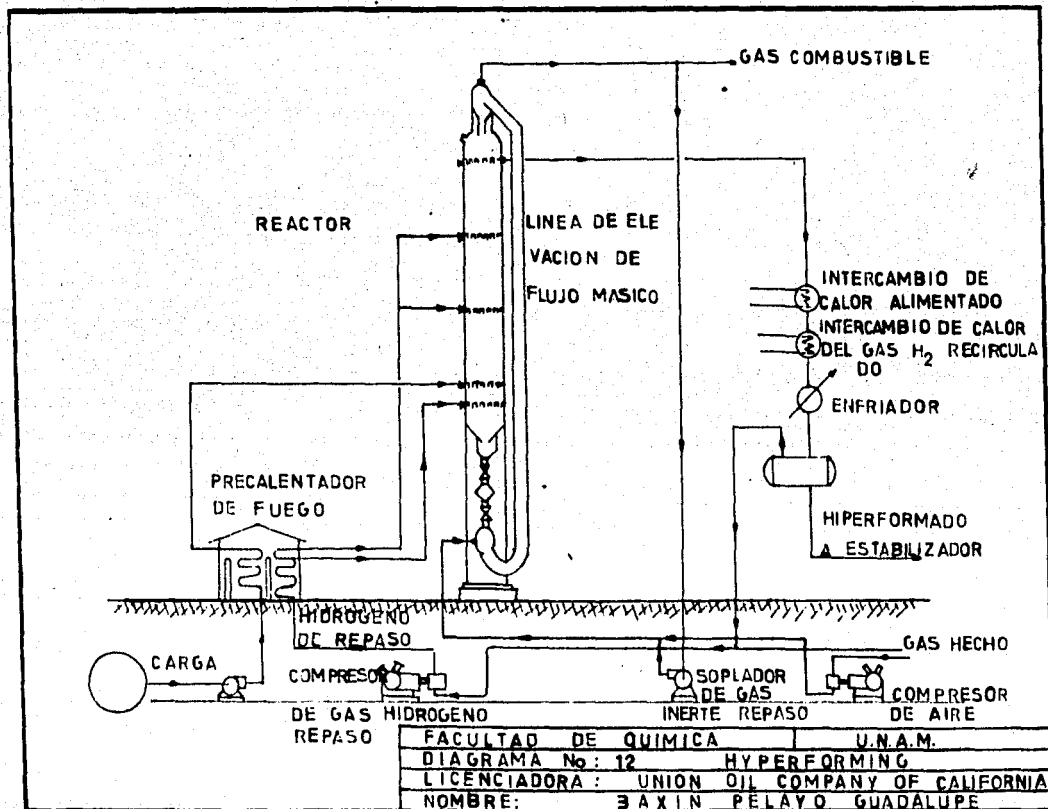 GAS COMBUSTIBLE
REACTOR
LINEA DE ELE
VACION DE
FLUJO MASICO
INTERCAMBIO DE
CALOR ALIMENTADO
INTERCAMBIO DE CALOR
DEL GAS H2 RECIRCULA
DO
ENFRIADOR
PRECALENTADOR
DE FUEGO
HIPERFORMADO
A ESTABILIZADOR
HIDROGENO
DE REPASO
GAS HECHO
CARGA
COMPRESOR
DE GAS HIDROGENO
REPASO
SOPLADOR
DE GAS
INERTE REPASO
COMPRESOR
DE AIRE
FACULTAD DE QUIMICA U.N.A.M.
DIAGRAMA No: 12 HYPERFORMING
LICENCIADORA: UNION OIL COMPANY OF CALIFORNIA
NOMBRE: BAXIN PELAYO GUADALUPE